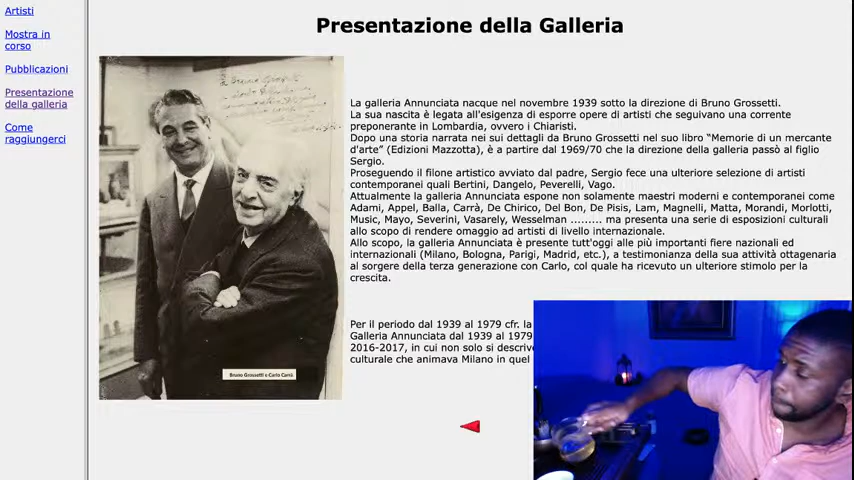 Artisti
Mostra in
corso
Pubblicazioni
Presentazione
della galleria
Come
raggiungerci
Presentazione della Galleria
La galleria Annunciata nacque nel novembre 1939 sotto la direzione di Bruno Grossetti.
La sua nascita è legata all'esigenza di esporre opere di artisti che seguivano una corrente
preponerante in Lombardia, ovvero i Chiaristi.
Dopo una storia narrata nei sui dettagli da Bruno Grossetti nel suo libro “Memorie di un mercante
d'arte” (Edizioni Mazzotta), è a partire dal 1969/70 che la direzione della galleria passò al figlio
Sergio.
Proseguendo il filone artistico avviato dal padre, Sergio fece una ulteriore selezione di artisti
contemporanei quali Bertini, Dangelo, Peverelli, Vago.
Attualmente la galleria Annunciata espone non solamente maestri moderni e contemporanei come
Adami, Appel, Balla, Carrà, De Chirico, Del Bon, De Pisis, Lam, Magnelli, Matta, Morandi, Morlotti,
Music, Mayo, Severini, Vasarely, Wesselman ......... ma presenta una serie di esposizioni culturali
allo scopo di rendere omaggio ad artisti di livello internazionale.
Allo scopo, la galleria Annunciata è presente tutt'oggi alle più importanti fiere nazionali ed
internazionali (Milano, Bologna, Parigi, Madrid, etc.), a testimonianza della sua attività ottagenaria
al sorgere della terza generazione con Carlo, col quale ha ricevuto un ulteriore stimolo per la
crescita.
Per il periodo dal 1939 al 1979 cfr. la
Galleria Annunciata dal 1939 al 1979
2016-2017, in cui non solo si descriv
culturale che animava Milano in quel
Bruno Grossetti e Carlo Carrà